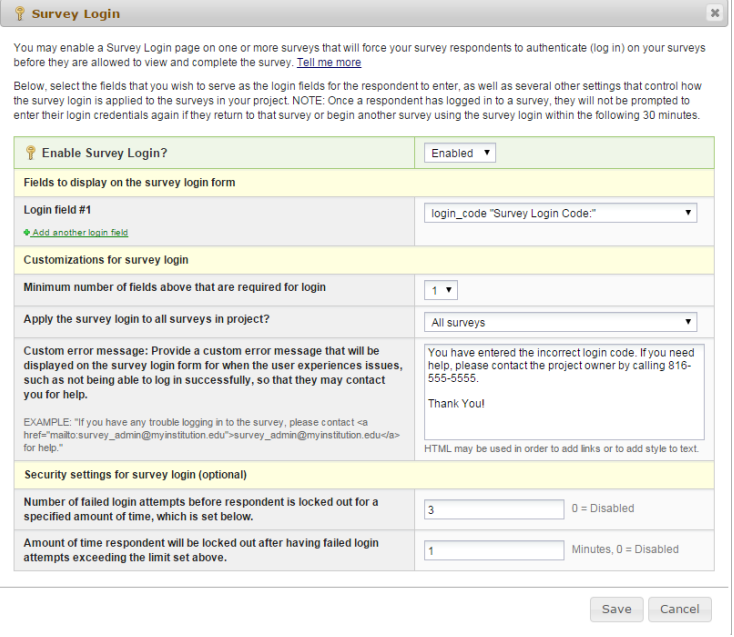 Survey Login
You may enable a Survey Login page on one or more surveys that will force your survey respondents to authenticate (log in) on your surveys
before they are allowed to view and complete the survey. Tell me more
Below, select the fields that you wish to serve as the login fields for the respondent to enter, as well as several other settings that control how
the survey login is applied to the surveys in your project. NOTE: Once a respondent has logged in to a survey, they will not be prompted to
enter their login credentials again if they return to that survey or begin another survey using the survey login within the following 30 minutes.
Enable Survey Login?
Enabled
Fields to display on the survey login form
Login field #1
login_code "Survey Login Code:"
Add another login field
Customizations for survey login
Minimum number of fields above that are required for login
1
Apply the survey login to all surveys in project?
All surveys
Custom error message: Provide a custom error message that will be
displayed on the survey login form for when the user experiences issues,
such as not being able to log in successfully, so that they may contact
you for help.
EXAMPLE: "If you have any trouble logging in to the survey, please contact <a
href="mailto:survey_admin@myinstitution.edu">survey_admin@myinstitution.edu</a>
for help."
You have entered the incorrect login code. If you need
help, please contact the project owner by calling 816-
555-5555.
Thank You!
HTML may be used in order to add links or to add style to text.
Security settings for survey login (optional)
Number of failed login attempts before respondent is locked out for a
specified amount of time, which is set below.
3
0 = Disabled
Amount of time respondent will be locked out after having failed login
attempts exceeding the limit set above.
1
Minutes, 0 = Disabled
Save
Cancel